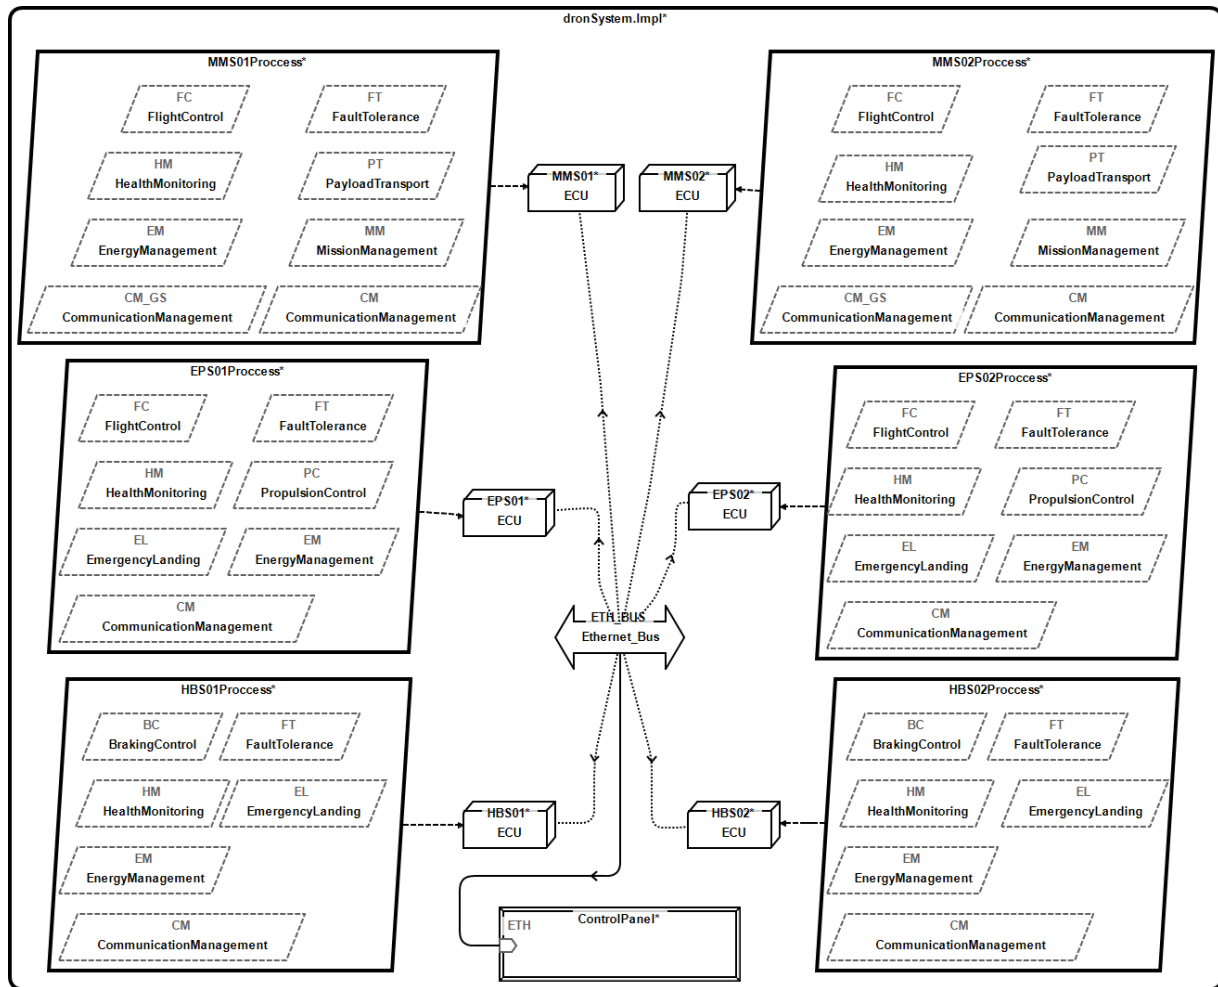 dronSystem.Impl*
MMS01Proccess*
FC
FlightControl
FT
FaultTolerance
HM
HealthMonitoring
PT
PayloadTransport
EM
EnergyManagement
MM
MissionManagement
CM_GS
CommunicationManagement
CM
CommunicationManagement
MMS01*
ECU
MMS02*
ECU
MMS02Proccess*
FC
FlightControl
FT
FaultTolerance
HM
HealthMonitoring
PT
PayloadTransport
EM
EnergyManagement
MM
MissionManagement
CM_GS
CommunicationManagement
CM
CommunicationManagement
EPS01Proccess*
FC
FlightControl
FT
FaultTolerance
HM
HealthMonitoring
PC
PropulsionControl
EL
EmergencyLanding
EM
EnergyManagement
CM
CommunicationManagement
EPS01*
ECU
EPS02*
ECU
EPS02Proccess*
FC
FlightControl
FT
FaultTolerance
HM
HealthMonitoring
PC
PropulsionControl
EL
EmergencyLanding
EM
EnergyManagement
CM
CommunicationManagement
ETH_BUS
Ethernet_Bus
HBS01Proccess*
BC
BrakingControl
FT
FaultTolerance
HM
HealthMonitoring
EL
EmergencyLanding
EM
EnergyManagement
CM
CommunicationManagement
HBS01*
ECU
HBS02*
ECU
HBS02Proccess*
BC
BrakingControl
FT
FaultTolerance
HM
HealthMonitoring
EL
EmergencyLanding
EM
EnergyManagement
CM
CommunicationManagement
ControlPanel*
ETH